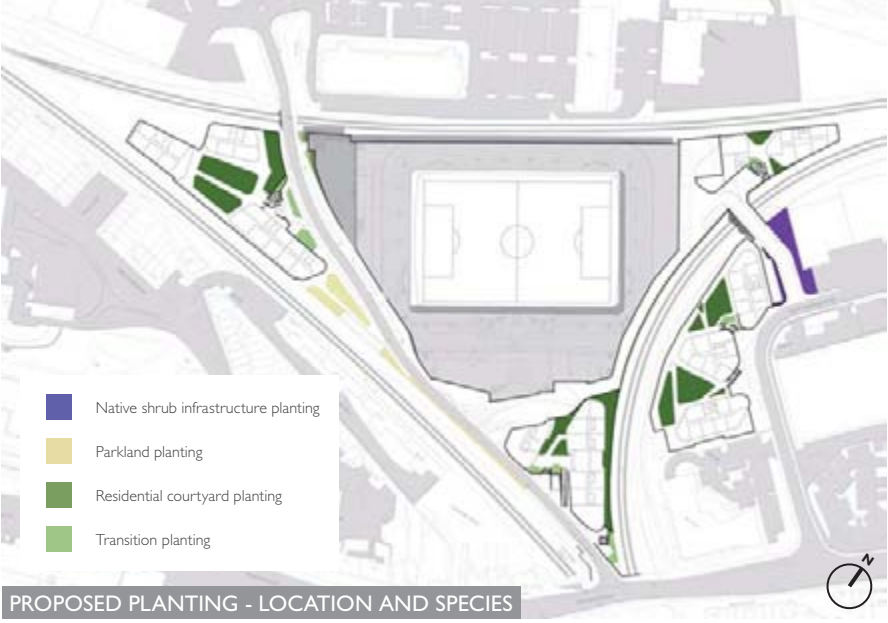 Native shrub infrastructure planting
Parkland planting
Residential courtyard planting
Transition planting
N
PROPOSED PLANTING - LOCATION AND SPECIES